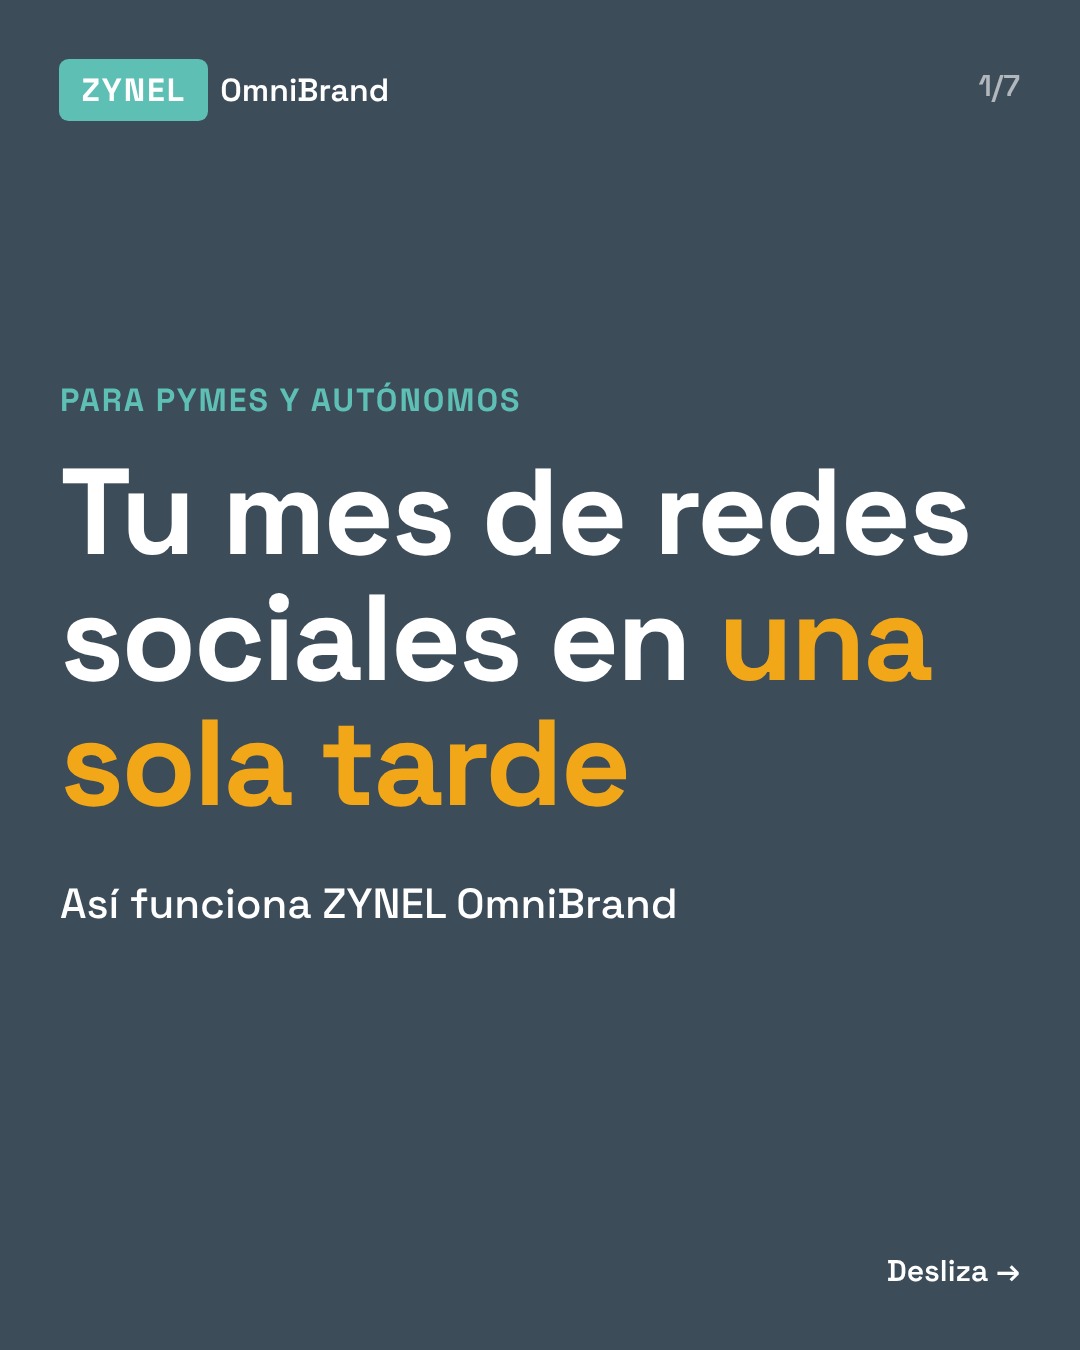 ZYNEL OmniBrand
1/7
PARA PYMES Y AUTÓNOMOS
Tu mes de redes
sociales en una
sola tarde
Así funciona ZYNEL OmniBrand
Desliza →